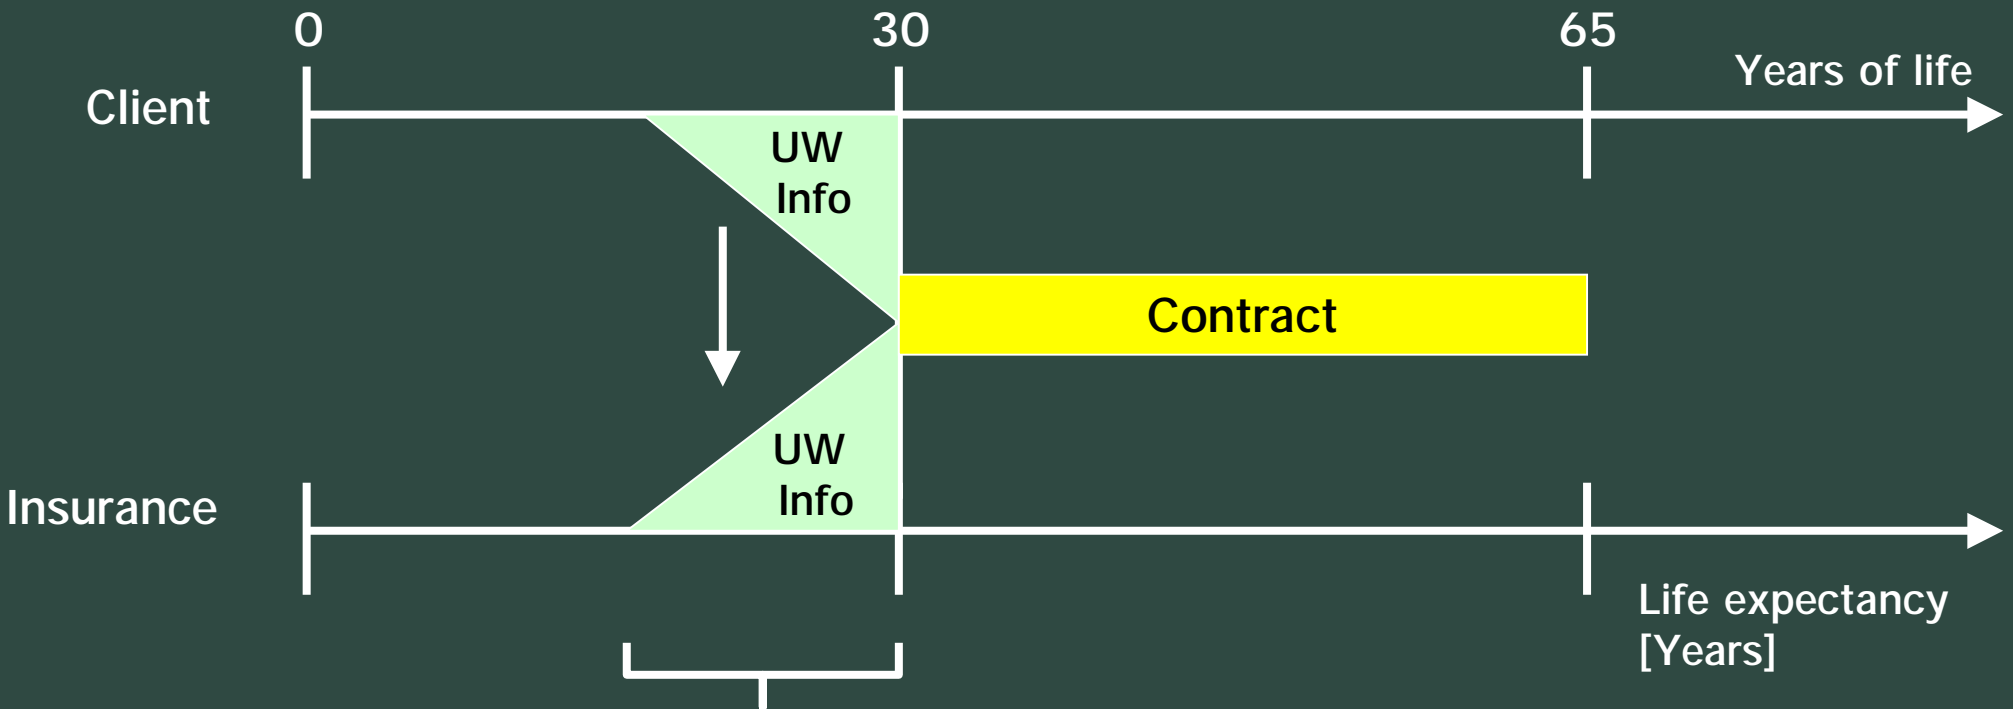 0
30
65
Years of life
Client
UW
Info
Contract
UW
Info
Insurance
Life expectancy
[Years]